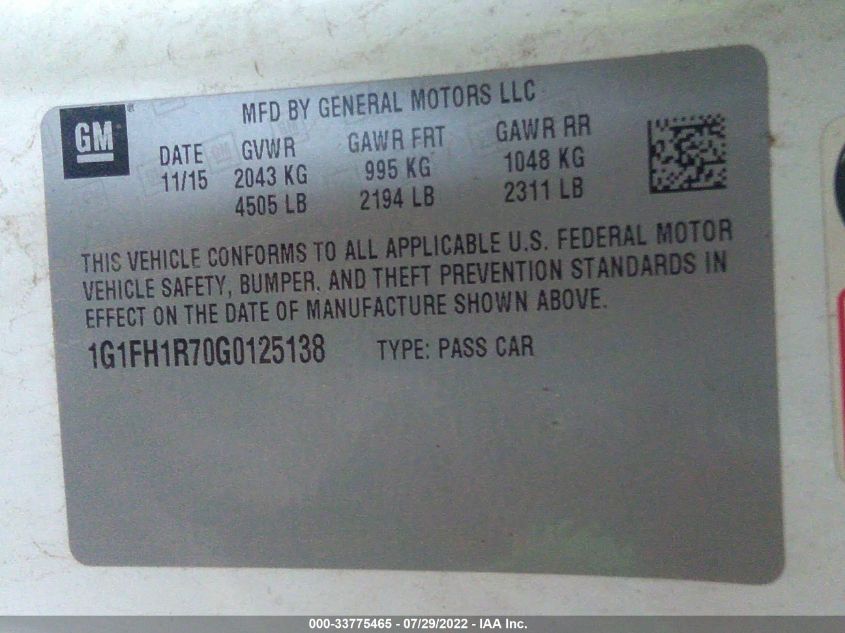 GM
MFD BY GENERAL MOTORS LLC
DATE GVWR GAWR FRT GAWR RR
11/15 2043 KG 995 KG 1048 KG
4505 LB 2194 LB 2311 LB
THIS VEHICLE CONFORMS TO ALL APPLICABLE U.S. FEDERAL MOTOR
VEHICLE SAFETY, BUMPER, AND THEFT PREVENTION STANDARDS IN
EFFECT ON THE DATE OF MANUFACTURE SHOWN ABOVE.
1G1FH1R70G0125138 TYPE: PASS CAR
000-33775465 - 07/29/2022 - IAA Inc.